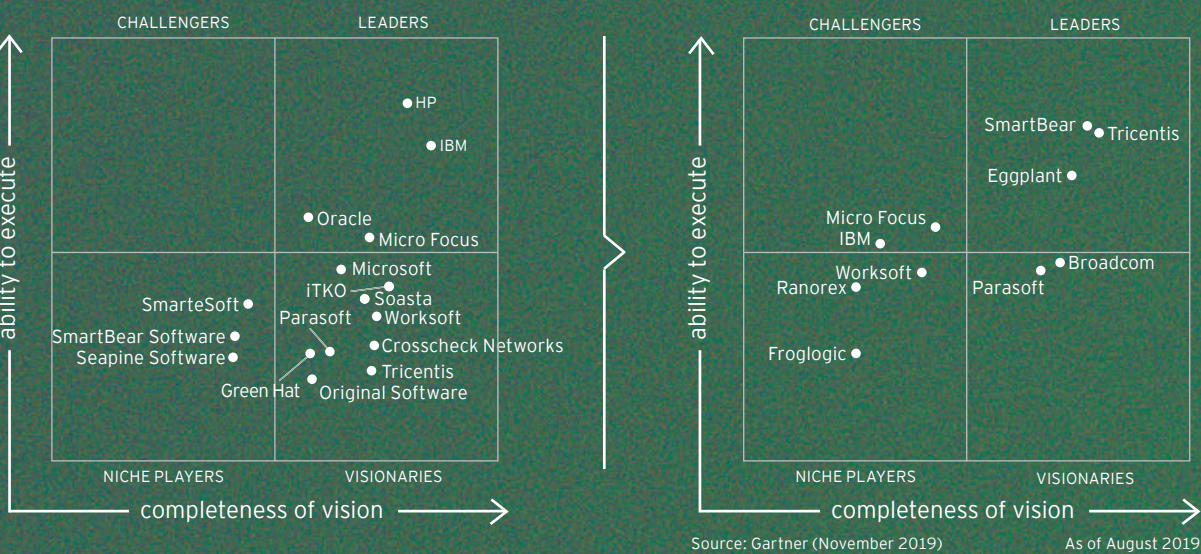 CHALLENGERS
LEADERS
HP
IBM
Oracle
Micro Focus
Microsoft
iTKO
Soasta
SmarteSoft
Parasoft
Worksoft
SmartBear Software
Crosscheck Networks
Seapine Software
Tricentis
Green Hat
Original Software
ability to execute
NICHE PLAYERS
VISIONARIES
completeness of vision
CHALLENGERS
LEADERS
SmartBear
Tricentis
Eggplant
Micro Focus
IBM
Broadcom
Worksoft
Ranorex
Parasoft
Froglogic
ability to execute
NICHE PLAYERS
VISIONARIES
completeness of vision
Source: Gartner (November 2019)
As of August 2019